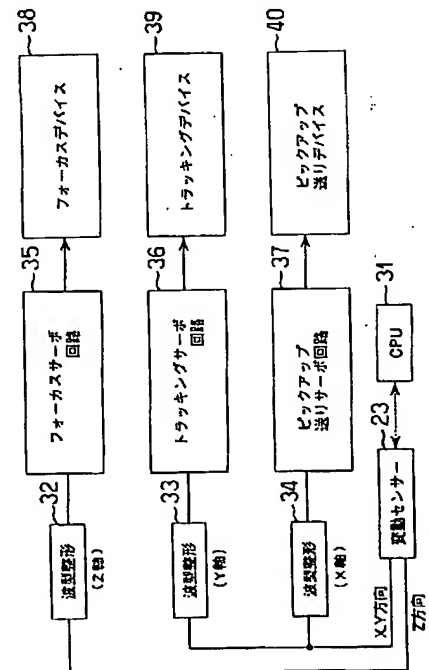 38
フォーカスデバイス
35
フォーカスサーボ
回路
32
波型整形
(Z軸)
39
トラッキングデバイス
36
トラッキングサーボ
回路
33
波型整形
(Y軸)
40
ピックアップ
送りデバイス
37
ピックアップ
送りサーボ回路
34
波型整形
(X軸)
31
CPU
23
変動センサー
X,Y方向
Z方向